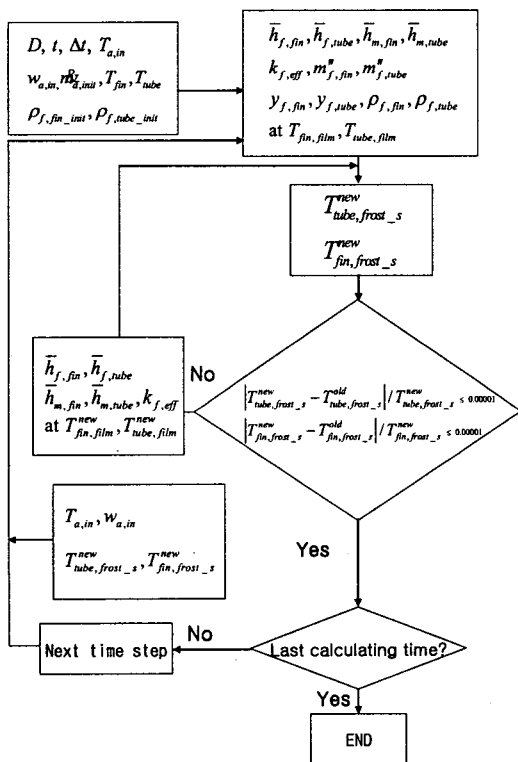 D, t, Δt, T_{a,in}
w_{a,in}, ṁ_{a,init}, T_{fin}, T_{tube}
ρ_{f,fin_init}, ρ_{f,tube_init}
h̄_{f,fin}, h̄_{f,tube}, h̄_{m,fin}, h̄_{m,tube}
k_{f,eff}, m″_{f,fin}, m″_{f,tube}
y_{f,fin}, y_{f,tube}, ρ_{f,fin}, ρ_{f,tube}
at T_{fin,film}, T_{tube,film}
T^{new}_{tube,frost_s}
T^{new}_{fin,frost_s}
|T^{new}_{tube,frost_s} − T^{old}_{tube,frost_s}| / T^{new}_{tube,frost_s} ≤ 0.00001
|T^{new}_{fin,frost_s} − T^{old}_{fin,frost_s}| / T^{new}_{fin,frost_s} ≤ 0.00001
No
h̄_{f,fin}, h̄_{f,tube}
h̄_{m,fin}, h̄_{m,tube}, k_{f,eff}
at T^{new}_{fin,film}, T^{new}_{tube,film}
T_{a,in}, w_{a,in}
T^{new}_{tube,frost_s}, T^{new}_{fin,frost_s}
Yes
Last calculating time?
No
Next time step
Yes
END